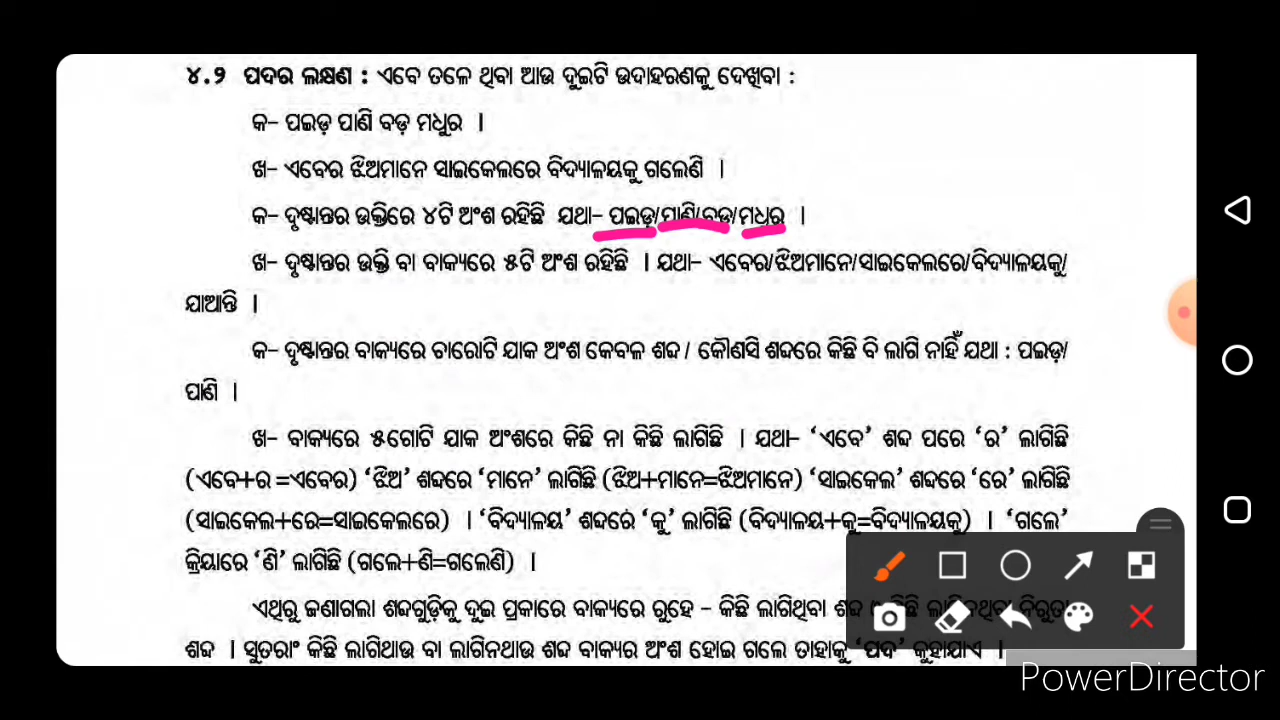 ୪.୨ ପଦର ଲକ୍ଷଣ : ଏବେ ତଳେ ଥିବା ଆଉ ଦୁଇଟି ଉଦାହରଣକୁ ଦେଖିବା :
କ- ପଇଡ଼ ପାଣି ବଡ଼ ମଧୁର ।
ଖ- ଏବେର ଝିଅମାନେ ସାଇକେଲରେ ବିଦ୍ୟାଳୟକୁ ଗଲେଣି ।
କ- ଦୃଷ୍ଟାନ୍ତର ଉକ୍ତିରେ ୪ଟି ଅଂଶ ରହିଛି ଯଥା- ପଇଡ଼/ପାଣି/ବଡ଼/ମଧୁର ।
ଖ- ଦୃଷ୍ଟାନ୍ତର ଉକ୍ତି ବା ବାକ୍ୟରେ ୫ଟି ଅଂଶ ରହିଛି । ଯଥା- ଏବେର/ଝିଅମାନେ/ସାଇକେଲରେ/ବିଦ୍ୟାଳୟକୁ/
ଯାଆନ୍ତି ।
କ- ଦୃଷ୍ଟାନ୍ତର ବାକ୍ୟରେ ଚାରୋଟି ଯାକ ଅଂଶ କେବଳ ଶବ୍ଦ / କୌଣସି ଶବ୍ଦରେ କିଛି ବି ଲାଗି ନାହିଁ ଯଥା : ପଇଡ଼/
ପାଣି ।
ଖ- ବାକ୍ୟରେ ୫ଗୋଟି ଯାକ ଅଂଶରେ କିଛି ନା କିଛି ଲାଗିଛି । ଯଥା- ‘ଏବେ’ ଶବ୍ଦ ପରେ ‘ର’ ଲାଗିଛି
(ଏବେ+ର =ଏବେର) ‘ଝିଅ’ ଶବ୍ଦରେ ‘ମାନେ’ ଲାଗିଛି (ଝିଅ+ମାନେ=ଝିଅମାନେ) ‘ସାଇକେଲ’ ଶବ୍ଦରେ ‘ରେ’ ଲାଗିଛି
(ସାଇକେଲ+ରେ=ସାଇକେଲରେ) । ‘ବିଦ୍ୟାଳୟ’ ଶବ୍ଦରେ ‘କୁ’ ଲାଗିଛି (ବିଦ୍ୟାଳୟ+କୁ=ବିଦ୍ୟାଳୟକୁ) । ‘ଗଲେ’
କ୍ରିୟାରେ ‘ଣି’ ଲାଗିଛି (ଗଲେ+ଣି=ଗଲେଣି) ।
ଏଥିରୁ ଜଣାଗଲା ଶବ୍ଦଗୁଡ଼ିକୁ ଦୁଇ ପ୍ରକାରେ ବାକ୍ୟରେ ରୁହେ - କିଛି ଲାଗିଥିବା ଶବ୍ଦ
ଶବ୍ଦ । ସୁତରାଂ କିଛି ଲାଗିଥାଉ ବା ଲାଗିନଥାଉ ଶବ୍ଦ ବାକ୍ୟର ଅଂଶ ହୋଇ ଗଲେ ତାହାକୁ ‘ପଦ’ କୁହାଯାଏ ।
PowerDirector